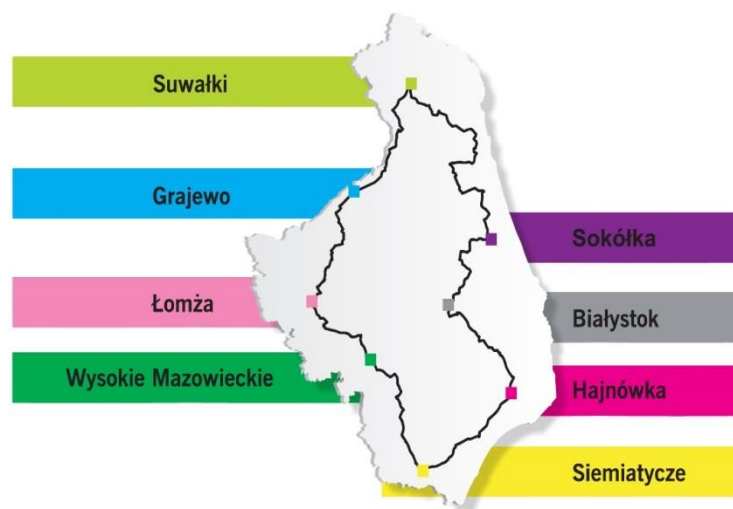 Suwałki
Grajewo
Sokółka
Łomża
Białystok
Wysokie Mazowieckie
Hajnówka
Siemiatycze